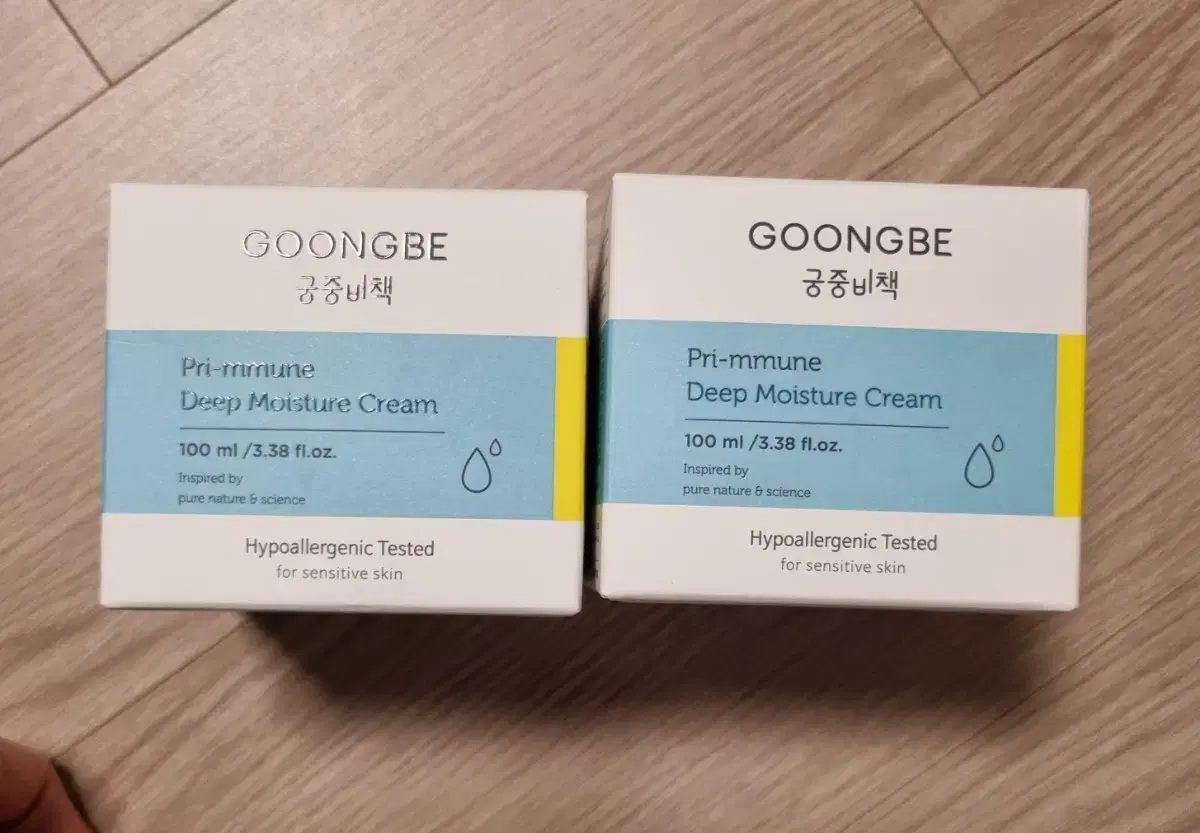 GOONGBE
궁중비책
Pri-mmune
Deep Moisture Cream
100 ml /3.38 fl.oz.
Inspired by
pure nature & science
Hypoallergenic Tested
for sensitive skin
GOONGBE
궁중비책
Pri-mmune
Deep Moisture Cream
100 ml /3.38 fl.oz.
Inspired by
pure nature & science
Hypoallergenic Tested
for sensitive skin